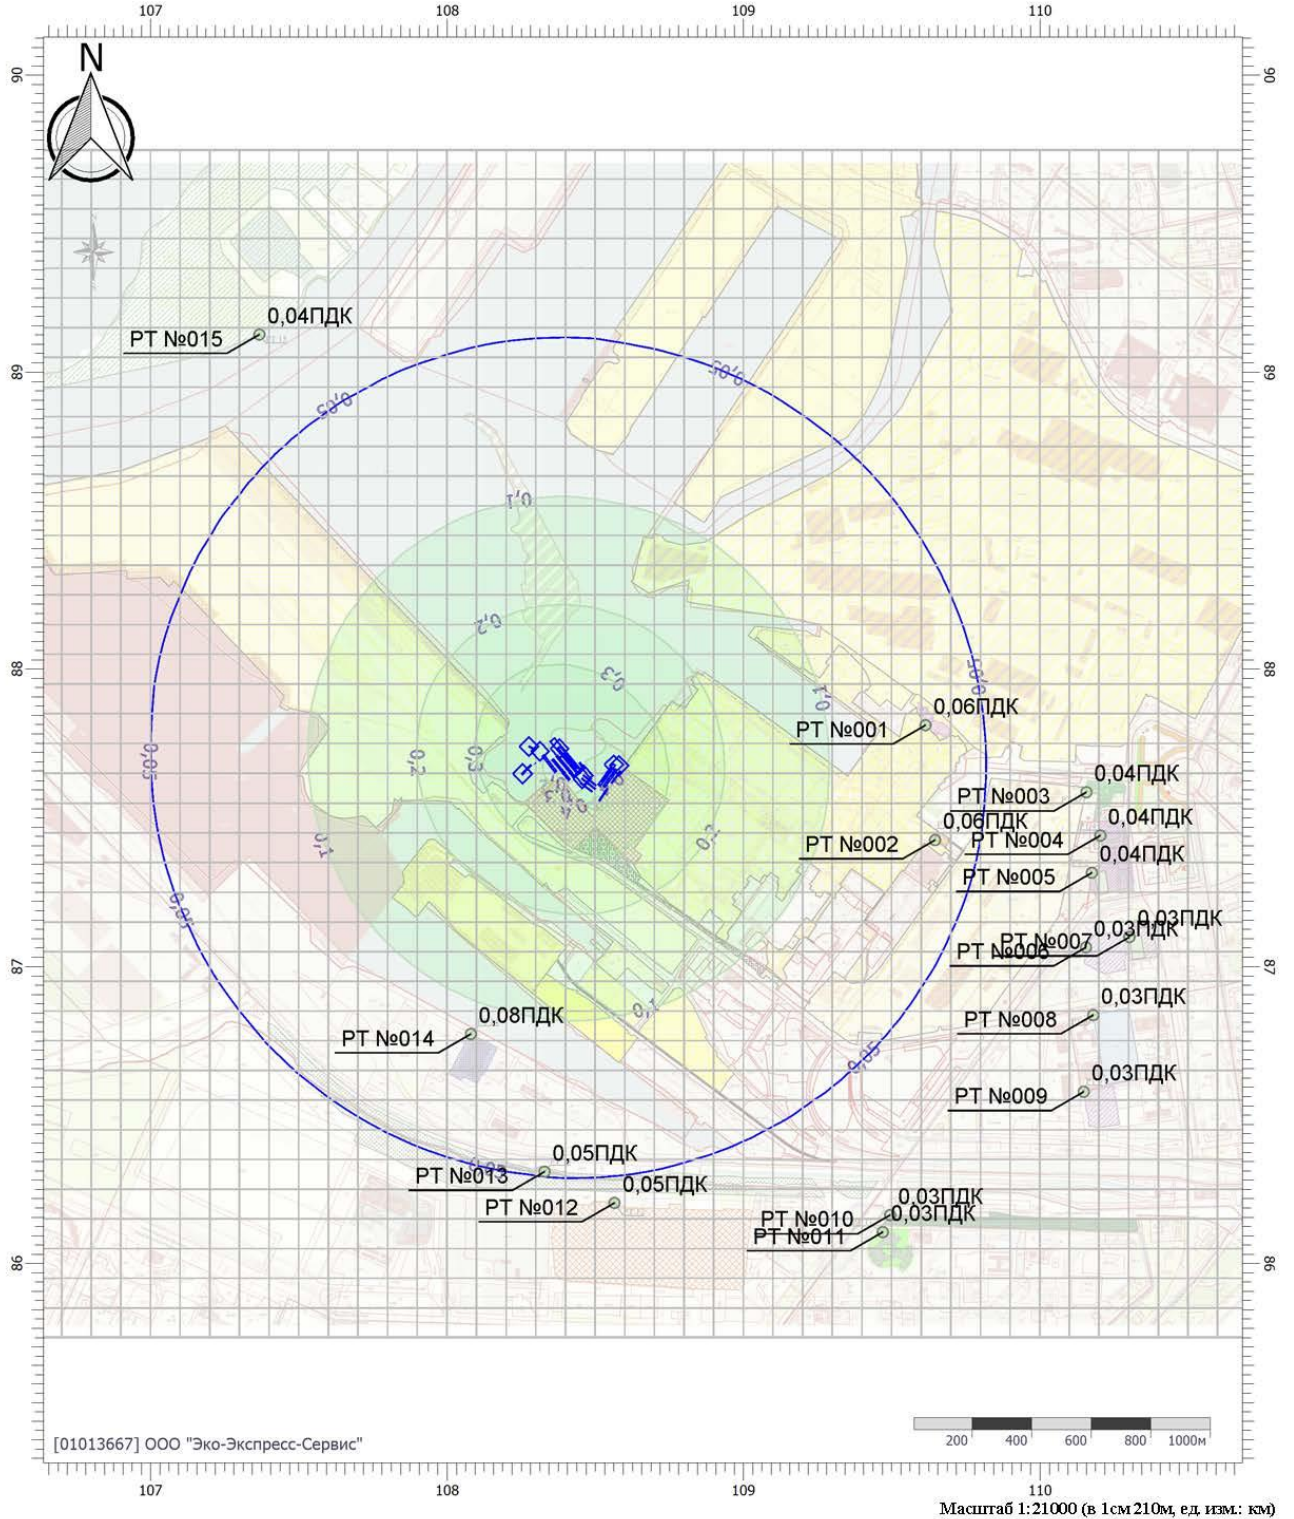 107 108 109 110
N
90 90
0,04ПДК
РТ №015
89 89
0,05
0,05
0,1
0,2
0,3
88 88
0,05
0,1
0,06ПДК
РТ №001
0,05
0,2
0,3
0,04ПДК
РТ №003
0,06ПДК
0,04ПДК
РТ №002
РТ №004
0,1
0,2
0,04ПДК
РТ №005
0,05
0,03ПДК
0,03ПДК
РТ №007
РТ №006
87 87
0,1
0,03ПДК
0,08ПДК
РТ №008
РТ №014
0,05
0,03ПДК
РТ №009
0,05ПДК
0,05
РТ №013
0,05ПДК
РТ №012
0,03ПДК
РТ №010
0,03ПДК
РТ №011
86 86
200 400 600 800 1000м
[01013667] ООО "Эко-Экспресс-Сервис"
107 108 109 110
Масштаб 1:21000 (в 1см 210м, ед. изм.: км)